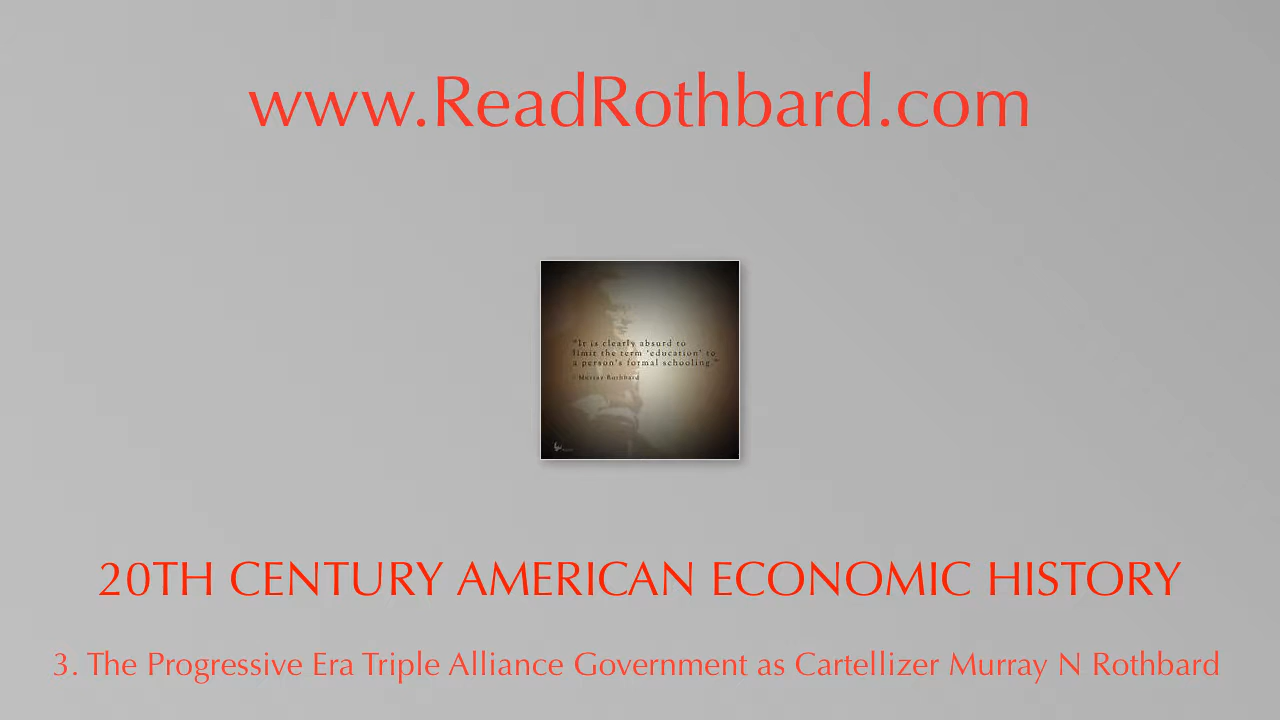 www.ReadRothbard.com
"It is clearly absurd to
limit the term 'education' to
a person's formal schooling."
Murray Rothbard
20TH CENTURY AMERICAN ECONOMIC HISTORY
3. The Progressive Era Triple Alliance Government as Cartellizer Murray N Rothbard